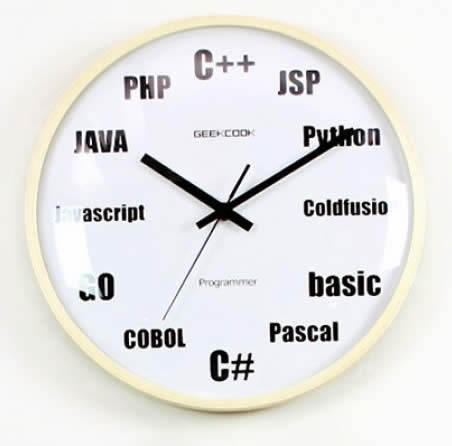 C++
PHP
JSP
JAVA
GEEKCOOK
Python
javascript
Coldfusio
GO
Programmer
basic
COBOL
Pascal
C#